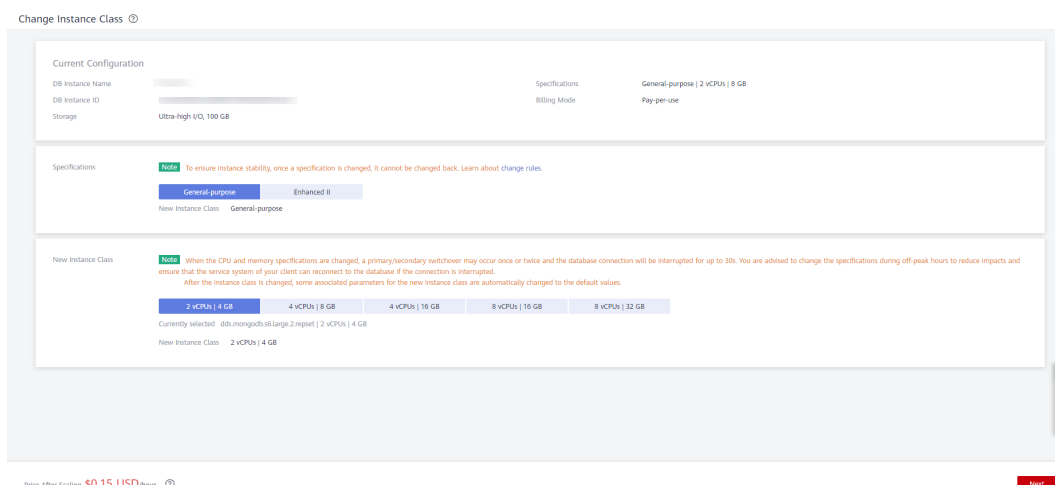 Change Instance Class
Current Configuration
DB Instance Name
Specifications General-purpose | 2 vCPUs | 8 GB
DB Instance ID
Billing Mode Pay-per-use
Storage Ultra-high I/O, 100 GB
Specifications
Note To ensure instance stability, once a specification is changed, it cannot be changed back. Learn about change rules.
General-purpose Enhanced II
New Instance Class General-purpose
New Instance Class
Note When the CPU and memory specifications are changed, a primary/secondary switchover may occur once or twice and the database connection will be interrupted for up to 30s. You are advised to change the specifications during off-peak hours to reduce impacts and
ensure that the service system of your client can reconnect to the database if the connection is interrupted.
After the instance class is changed, some associated parameters for the new instance class are automatically changed to the default values.
2 vCPUs | 4 GB 4 vCPUs | 8 GB 4 vCPUs | 16 GB 8 vCPUs | 16 GB 8 vCPUs | 32 GB
Currently selected dds.mongodb.s6.large.2.repset | 2 vCPUs | 4 GB
New Instance Class 2 vCPUs | 4 GB
Price After Scaling $0.15 USD/hour
Next